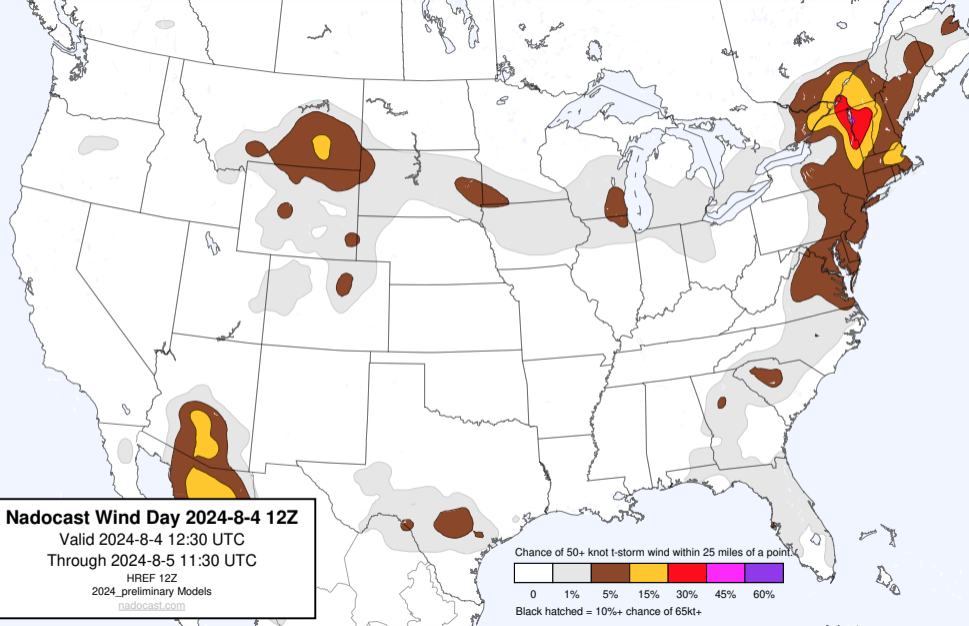 Nadocast Wind Day 2024-8-4 12Z
Valid 2024-8-4 12:30 UTC
Through 2024-8-5 11:30 UTC
HREF 12Z
2024_preliminary Models
nadocast.com
Chance of 50+ knot t-storm wind within 25 miles of a point.
0 1% 5% 15% 30% 45% 60%
Black hatched = 10%+ chance of 65kt+